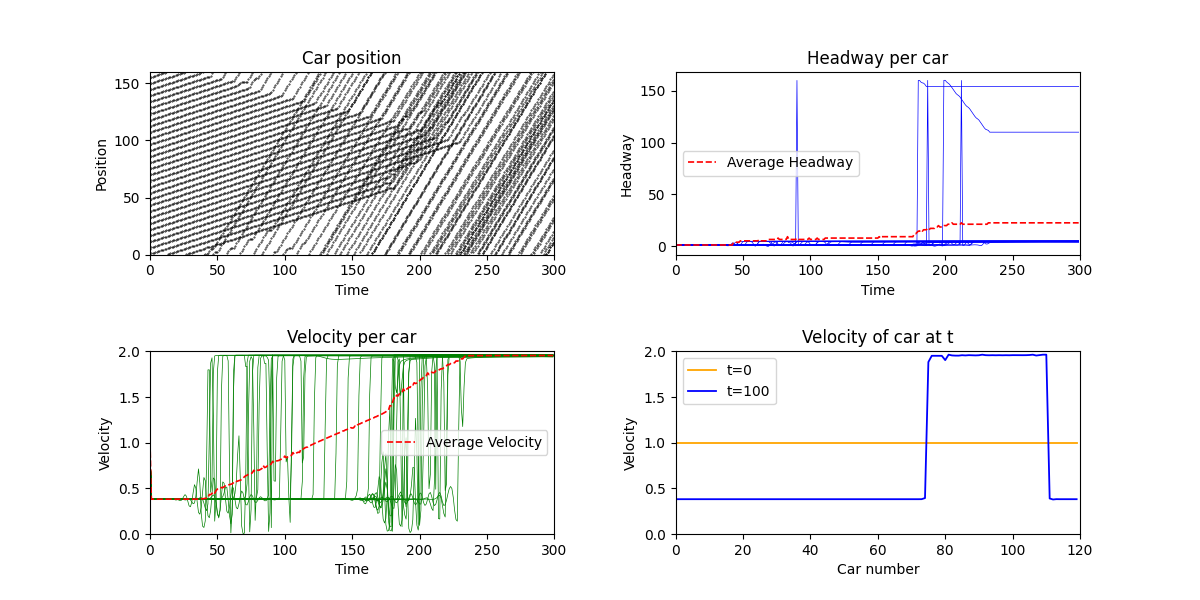 Car position
Position
150
100
50
0
0 50 100 150 200 250 300
Time
Headway per car
Headway
150
100
50
0
Average Headway
0 50 100 150 200 250 300
Time
Velocity per car
Velocity
2.0
1.5
1.0
0.5
0.0
Average Velocity
0 50 100 150 200 250 300
Time
Velocity of car at t
Velocity
2.0
1.5
1.0
0.5
0.0
t=0
t=100
0 20 40 60 80 100 120
Car number